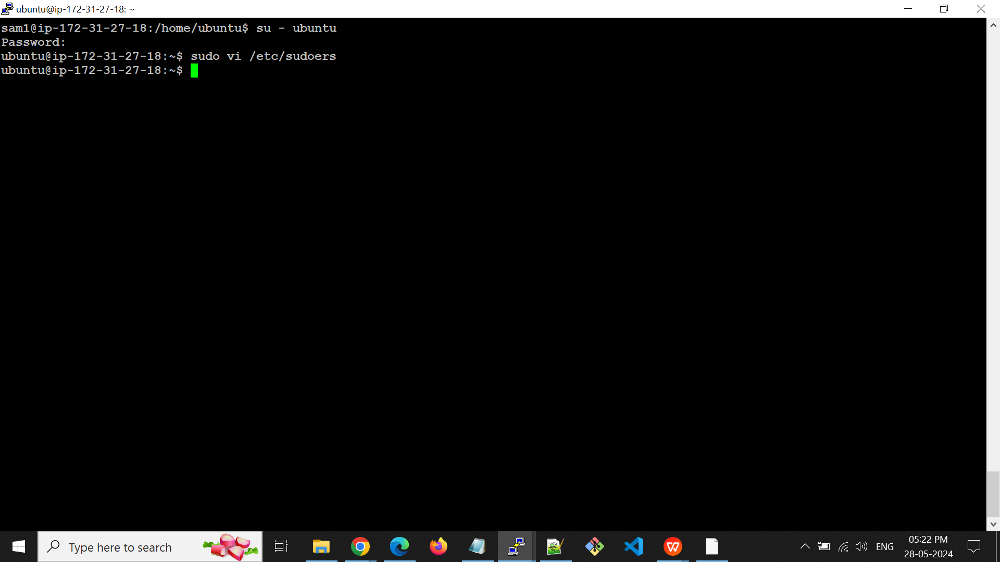 ubuntu@ip-172-31-27-18: ~
sam1@ip-172-31-27-18:/home/ubuntu$ su - ubuntu
Password:
ubuntu@ip-172-31-27-18:~$ sudo vi /etc/sudoers
ubuntu@ip-172-31-27-18:~$
Type here to search
W
ENG
05:22 PM
28-05-2024